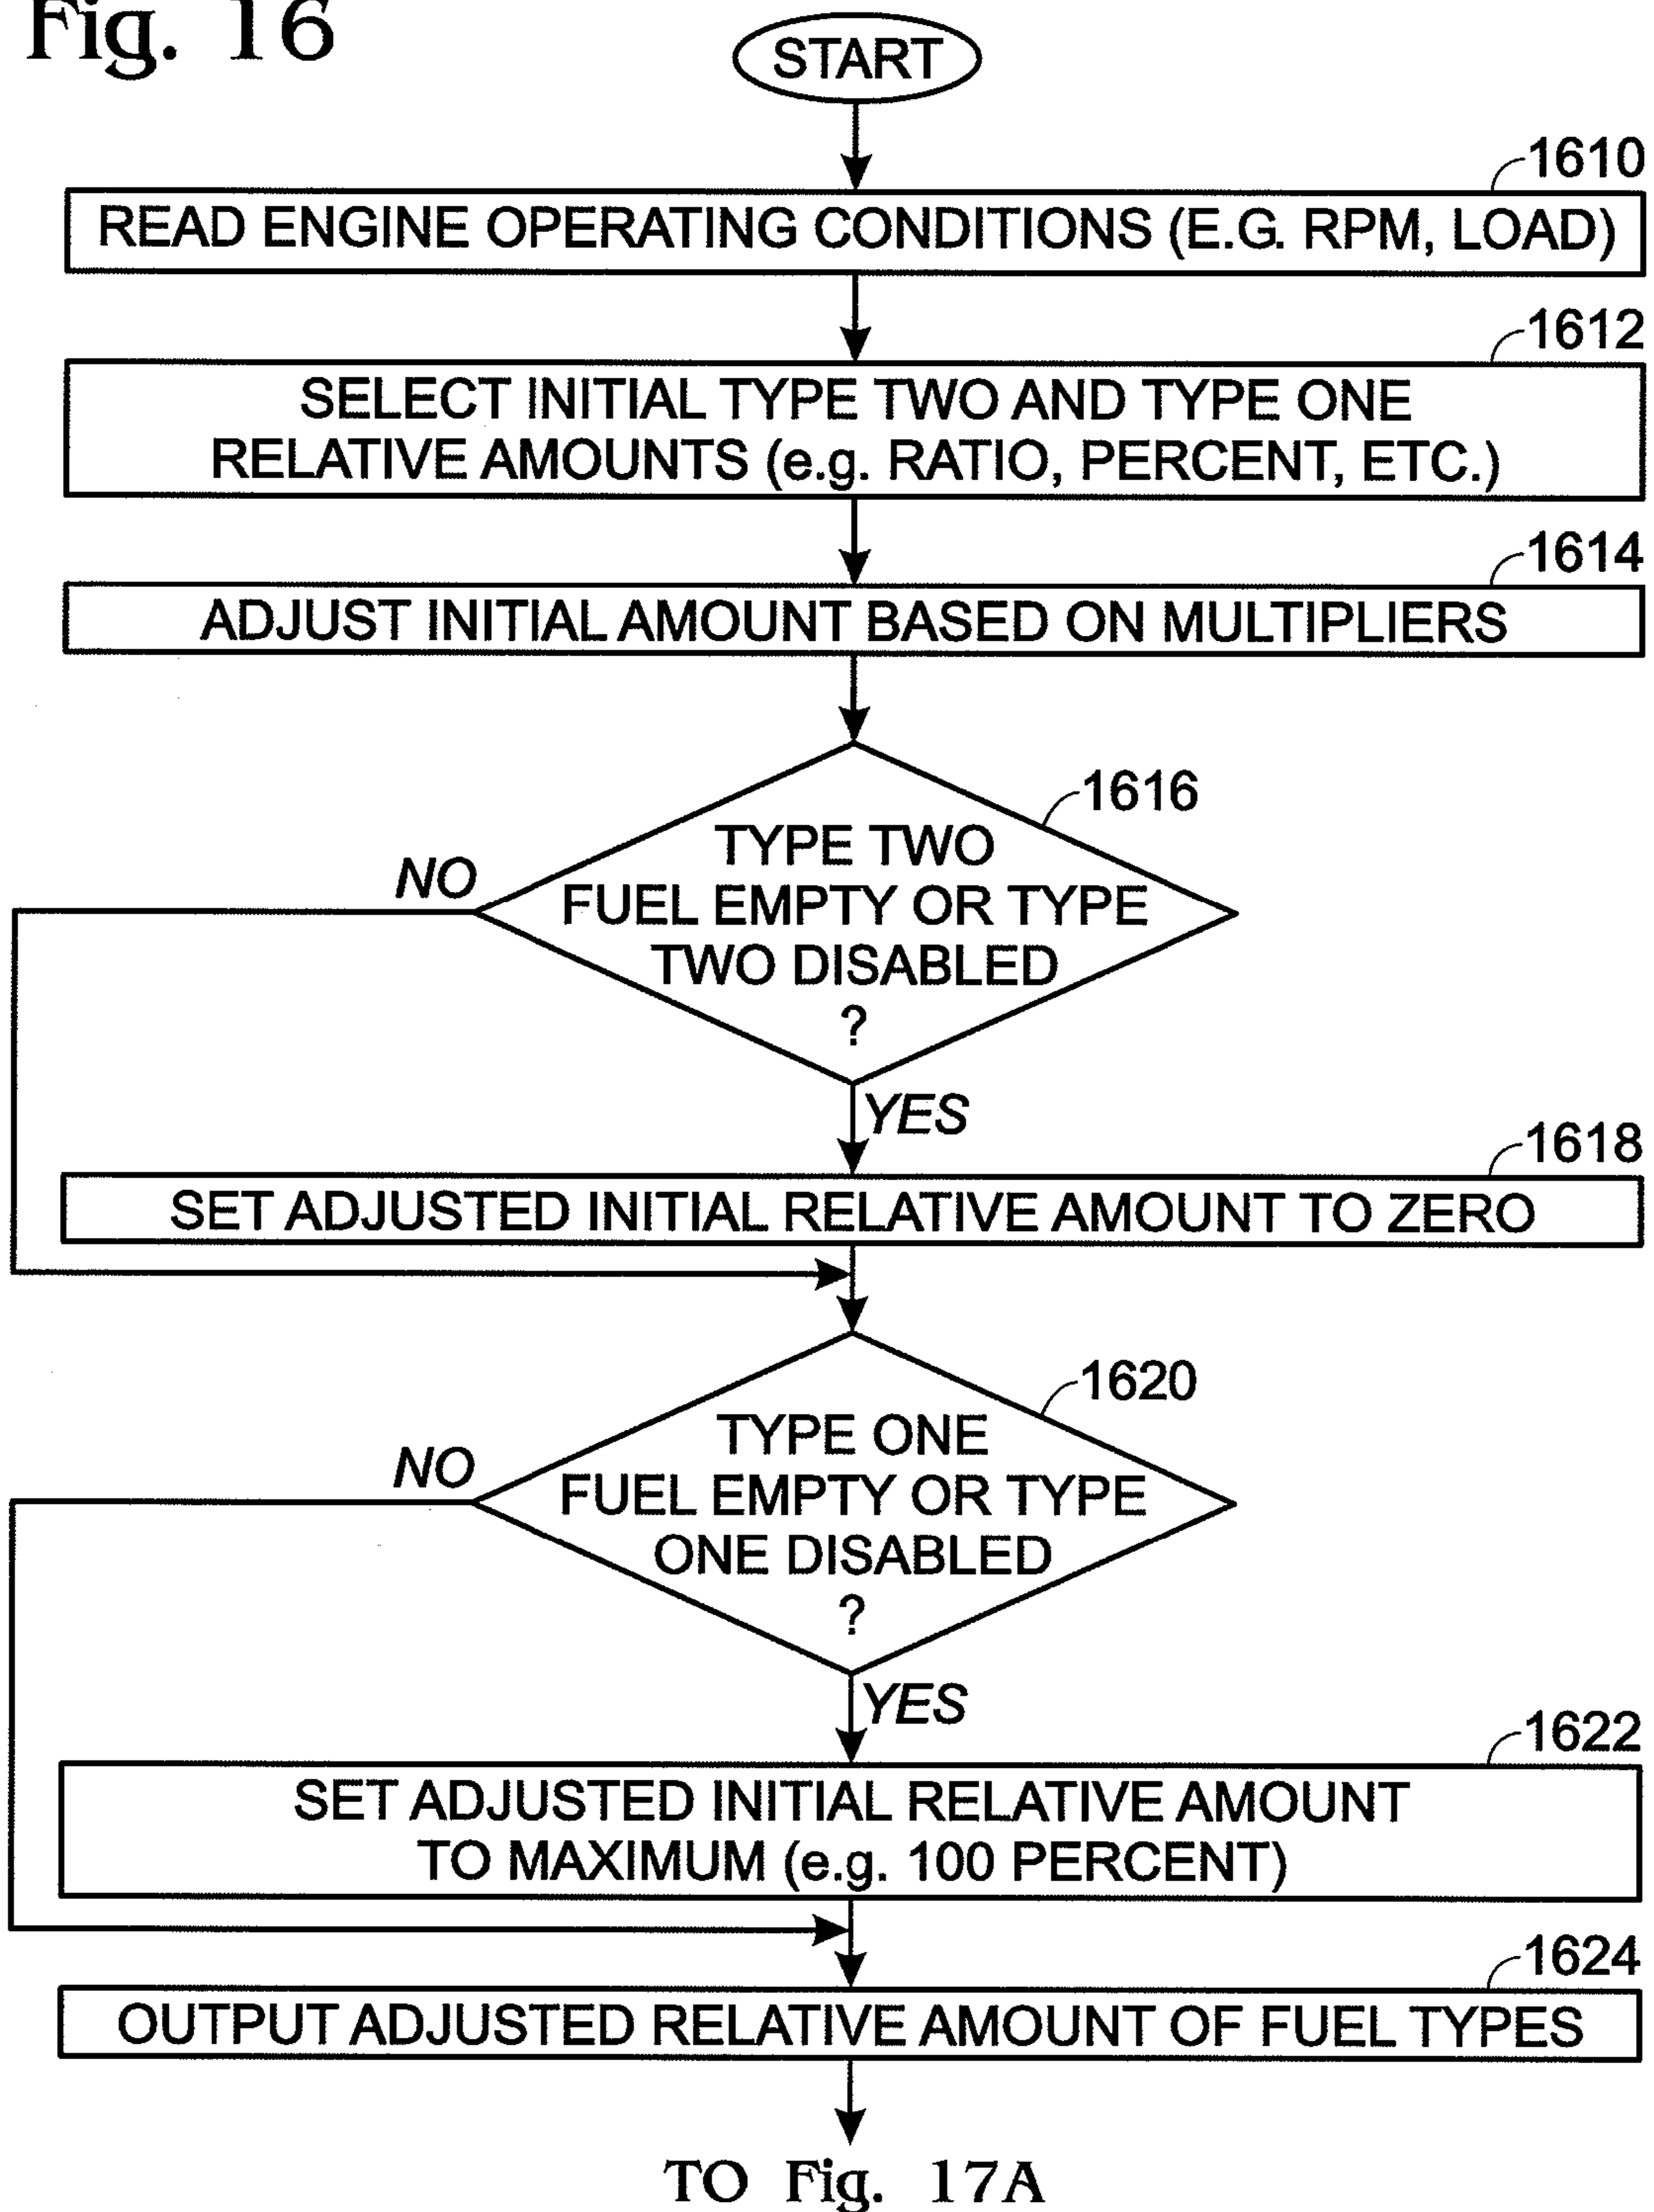 Fig. 16
START
1610
READ ENGINE OPERATING CONDITIONS (E.G. RPM, LOAD)
1612
SELECT INITIAL TYPE TWO AND TYPE ONE
RELATIVE AMOUNTS (e.g. RATIO, PERCENT, ETC.)
1614
ADJUST INITIAL AMOUNT BASED ON MULTIPLIERS
1616
TYPE TWO
NO
FUEL EMPTY OR TYPE
TWO DISABLED
?
YES
1618
SET ADJUSTED INITIAL RELATIVE AMOUNT TO ZERO
1620
TYPE ONE
NO
FUEL EMPTY OR TYPE
ONE DISABLED
?
YES
1622
SET ADJUSTED INITIAL RELATIVE AMOUNT
TO MAXIMUM (e.g. 100 PERCENT)
1624
OUTPUT ADJUSTED RELATIVE AMOUNT OF FUEL TYPES
TO Fig. 17A